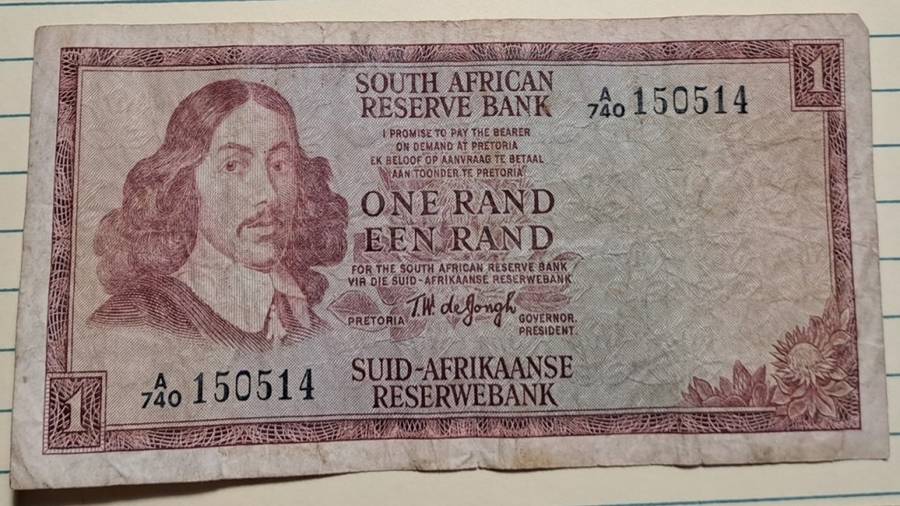 1
SOUTH AFRICAN
RESERVE BANK
A
740 150514
I PROMISE TO PAY THE BEARER
ON DEMAND AT PRETORIA
EK BELOOF OP AANVRAAG TE BETAAL
AAN TOONDER TE PRETORIA
ONE RAND
EEN RAND
FOR THE SOUTH AFRICAN RESERVE BANK
VIR DIE SUID-AFRIKAANSE RESERWEBANK
T.W. de Jongh
PRETORIA GOVERNOR.
PRESIDENT.
SUID-AFRIKAANSE
RESERWEBANK
A
740 150514
1